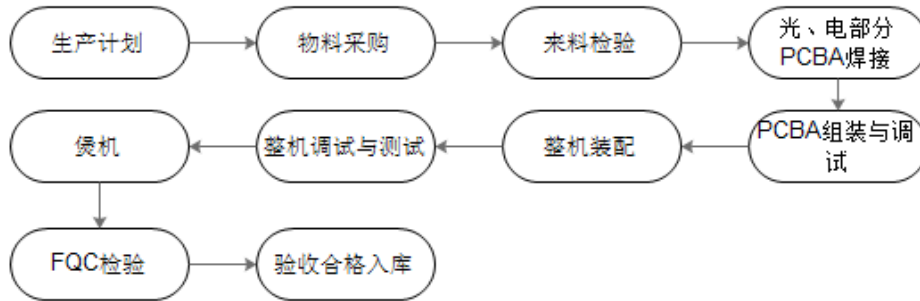 生产计划
物料采购
来料检验
光、电部分
PCBA焊接
PCBA组装与调
试
整机装配
整机调试与测试
煲机
FQC检验
验收合格入库